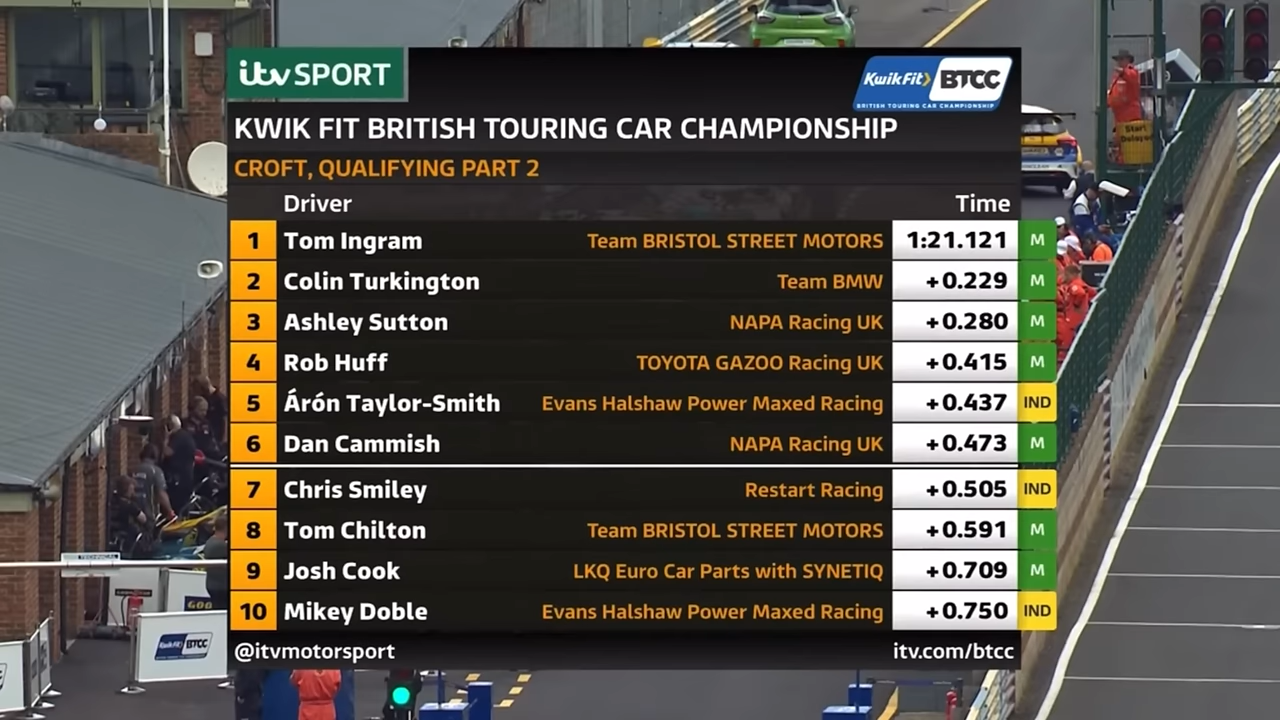 itv SPORT
KwikFit BTCC
BRITISH TOURING CAR CHAMPIONSHIP
KWIK FIT BRITISH TOURING CAR CHAMPIONSHIP
CROFT, QUALIFYING PART 2
Driver Time
1 Tom Ingram Team BRISTOL STREET MOTORS 1:21.121 M
2 Colin Turkington Team BMW +0.229 M
3 Ashley Sutton NAPA Racing UK +0.280 M
4 Rob Huff TOYOTA GAZOO Racing UK +0.415 M
5 Árón Taylor-Smith Evans Halshaw Power Maxed Racing +0.437 IND
6 Dan Cammish NAPA Racing UK +0.473 M
7 Chris Smiley Restart Racing +0.505 IND
8 Tom Chilton Team BRISTOL STREET MOTORS +0.591 M
9 Josh Cook LKQ Euro Car Parts with SYNETIQ +0.709 M
10 Mikey Doble Evans Halshaw Power Maxed Racing +0.750 IND
@itvmotorsport itv.com/btcc
Start
Delayed
TECHNICAL
KwikFit BTCC